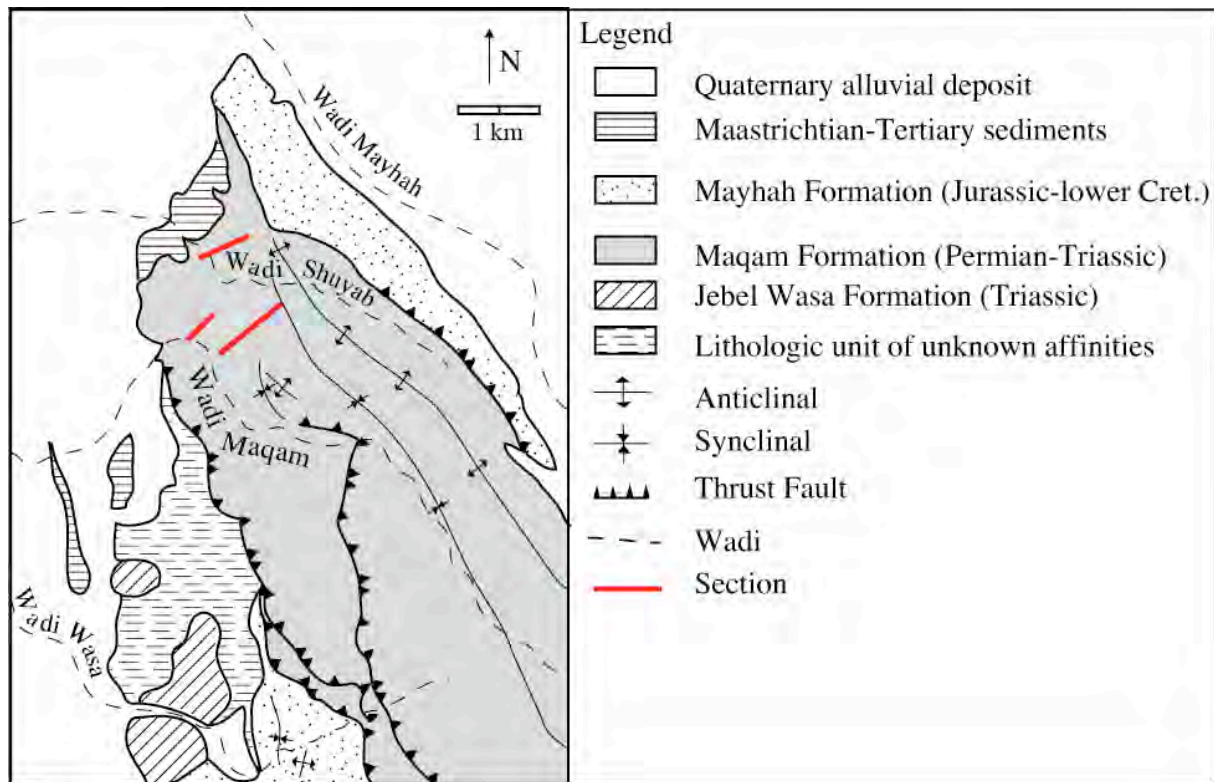 N
1 km
Wadi Mayhah
Wadi Shuyab
Wadi Maqam
Wadi Wasa
Legend
Quaternary alluvial deposit
Maastrichtian-Tertiary sediments
Mayhah Formation (Jurassic-lower Cret.)
Maqam Formation (Permian-Triassic)
Jebel Wasa Formation (Triassic)
Lithologic unit of unknown affinities
Anticlinal
Synclinal
Thrust Fault
Wadi
Section